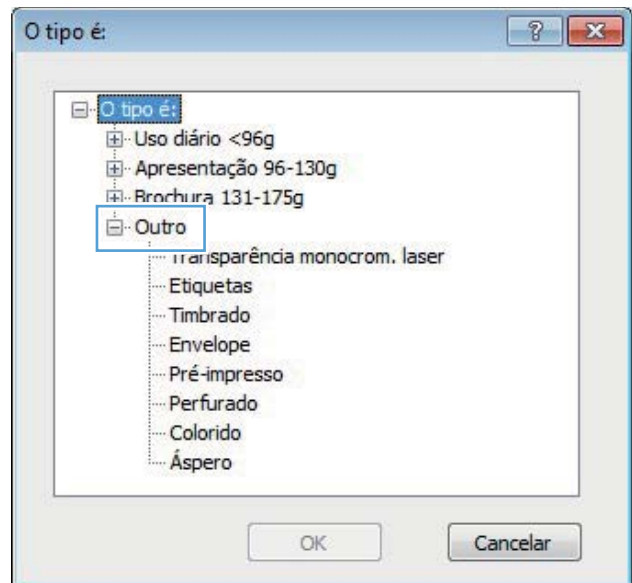 O tipo é:
O tipo é:
Uso diário <96g
Apresentação 96-130g
Brochura 131-175g
Outro
Transparência monocrom. laser
Etiquetas
Timbrado
Envelope
Pré-impresso
Perfurado
Colorido
Áspero
OK Cancelar